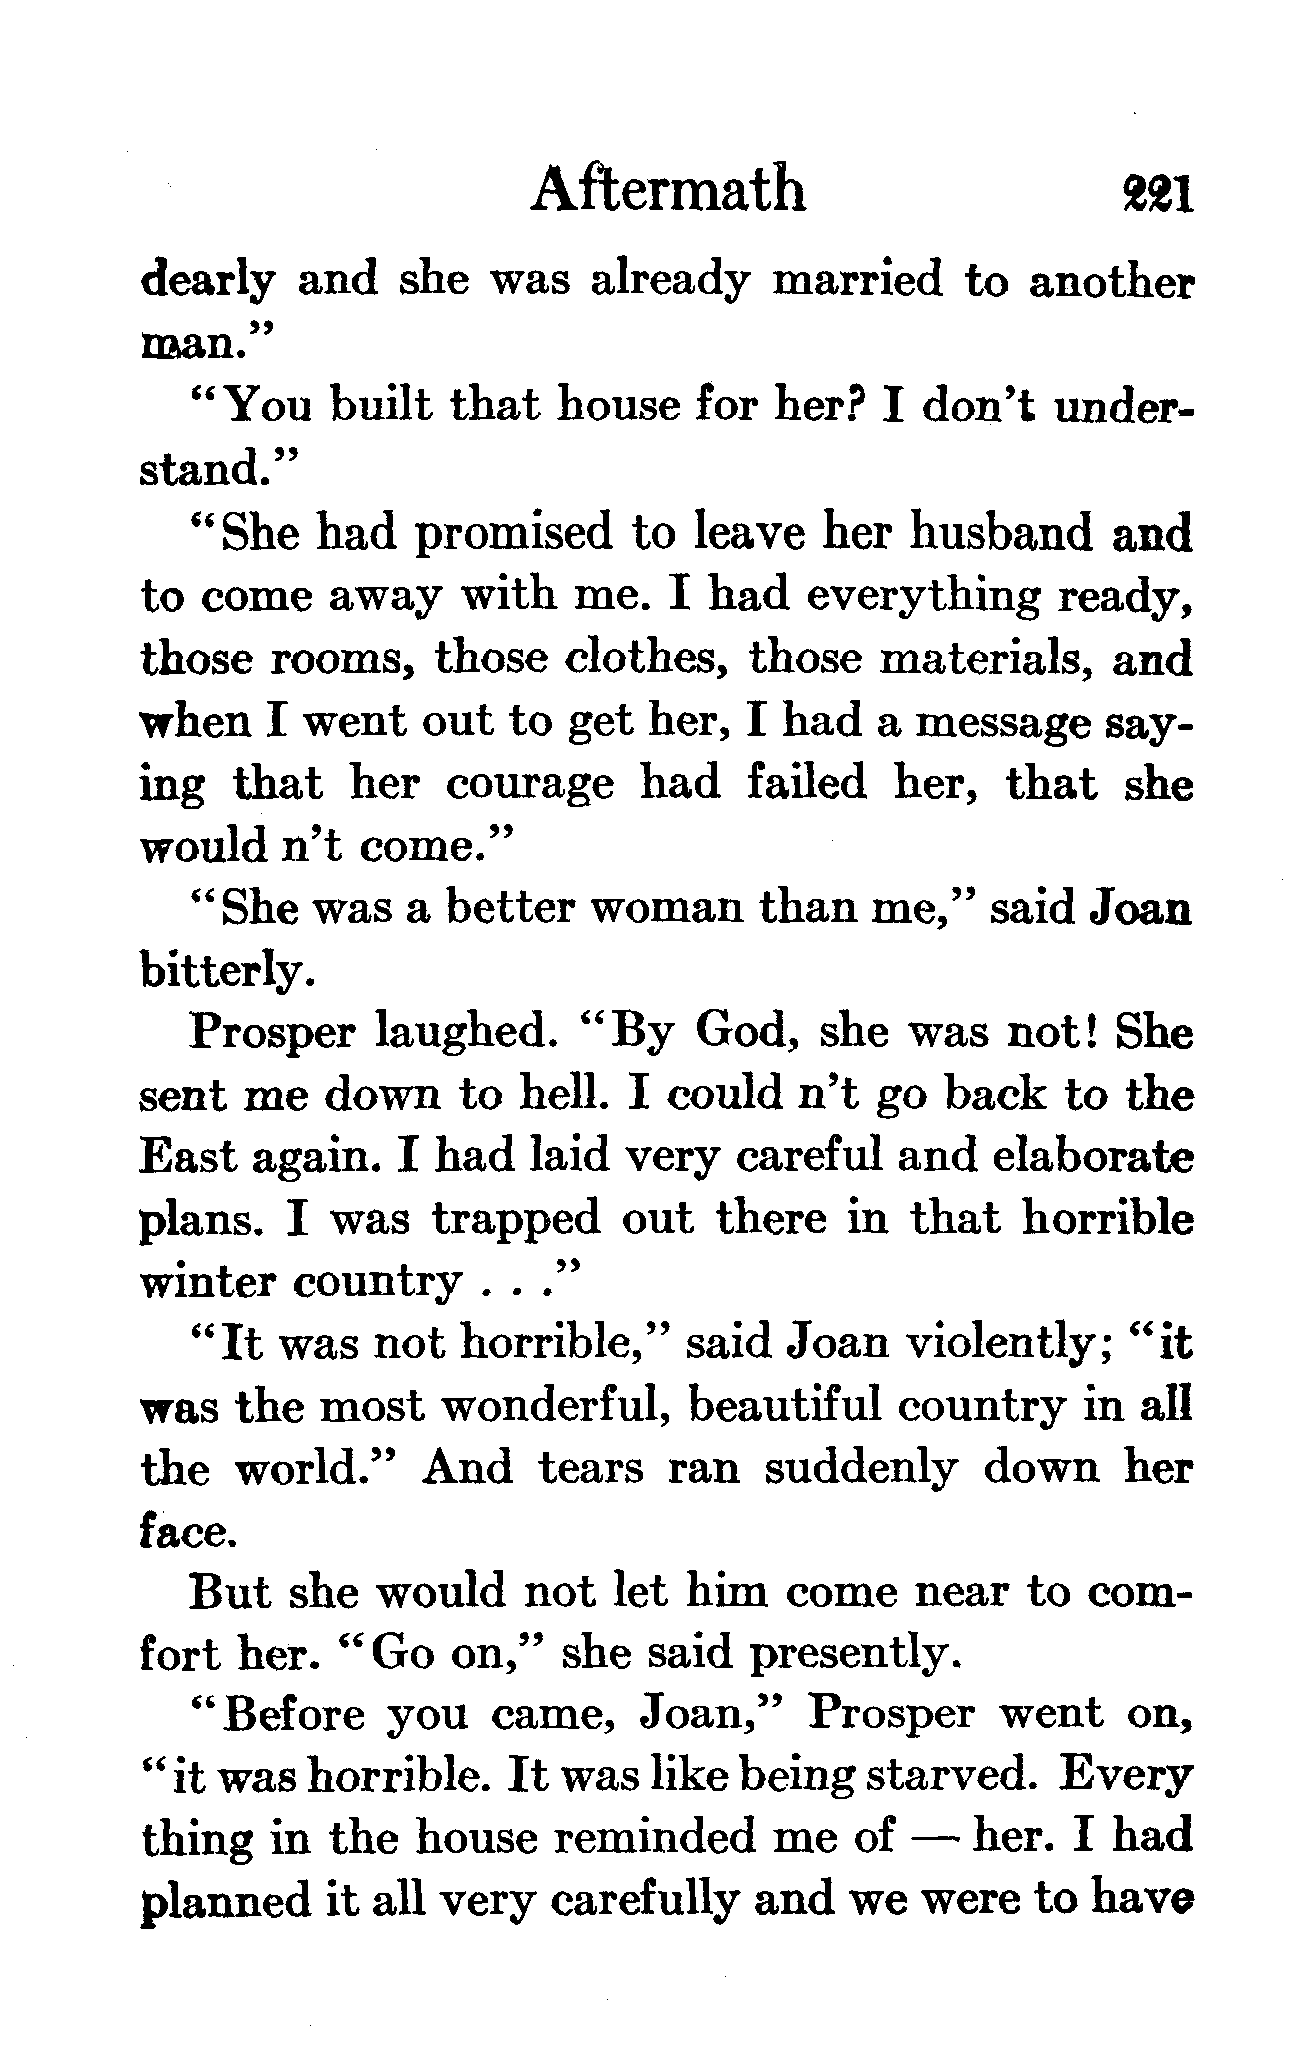 Aftermath 221
dearly and she was already married to another
man."
"You built that house for her? I don't under-
stand."
"She had promised to leave her husband and
to come away with me. I had everything ready,
those rooms, those clothes, those materials, and
when I went out to get her, I had a message say-
ing that her courage had failed her, that she
would n't come."
"She was a better woman than me," said Joan
bitterly.
Prosper laughed. "By God, she was not! She
sent me down to hell. I could n't go back to the
East again. I had laid very careful and elaborate
plans. I was trapped out there in that horrible
winter country . . ."
"It was not horrible," said Joan violently; "it
was the most wonderful, beautiful country in all
the world." And tears ran suddenly down her
face.
But she would not let him come near to com-
fort her. "Go on," she said presently.
"Before you came, Joan," Prosper went on,
"it was horrible. It was like being starved. Every
thing in the house reminded me of — her. I had
planned it all very carefully and we were to have